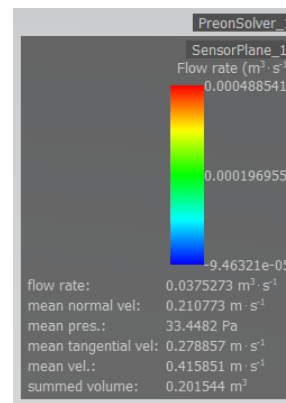 PreonSolver_1
SensorPlane_1
Flow rate (m³·s⁻¹
0.000488541
0.000196955
-9.46321e-05
flow rate: 0.0375273 m³·s⁻¹
mean normal vel: 0.210773 m·s⁻¹
mean pres.: 33.4482 Pa
mean tangential vel: 0.278857 m·s⁻¹
mean vel.: 0.415851 m·s⁻¹
summed volume: 0.201544 m³